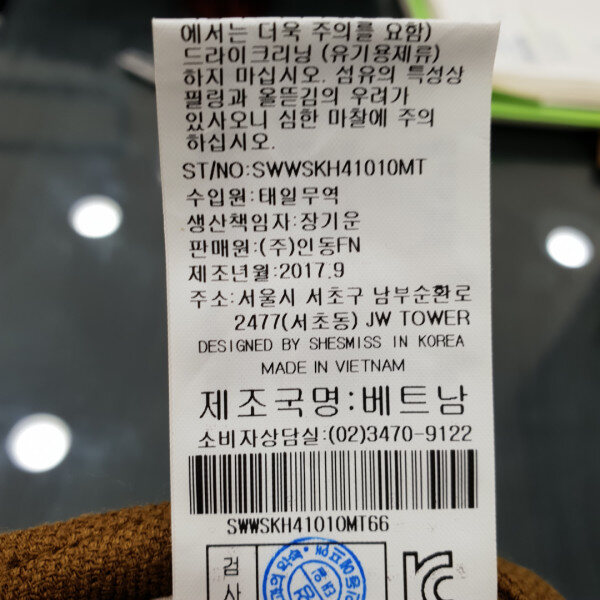 에서는 더욱 주의를 요함)
드라이크리닝 (유기용제류)
하지 마십시오. 섬유의 특성상
필링과 올뜯김의 우려가
있사오니 심한 마찰에 주의
하십시오.
ST/NO:SWWSKH41010MT
수입원:태일무역
생산책임자:장기운
판매원:(주)인동FN
제조년월:2017.9
주소:서울시 서초구 남부순환로
2477(서초동) JW TOWER
DESIGNED BY SHESMISS IN KOREA
MADE IN VIETNAM
제조국명:베트남
소비자상담실:(02)3470-9122
SWWSKH41010MT66
검사